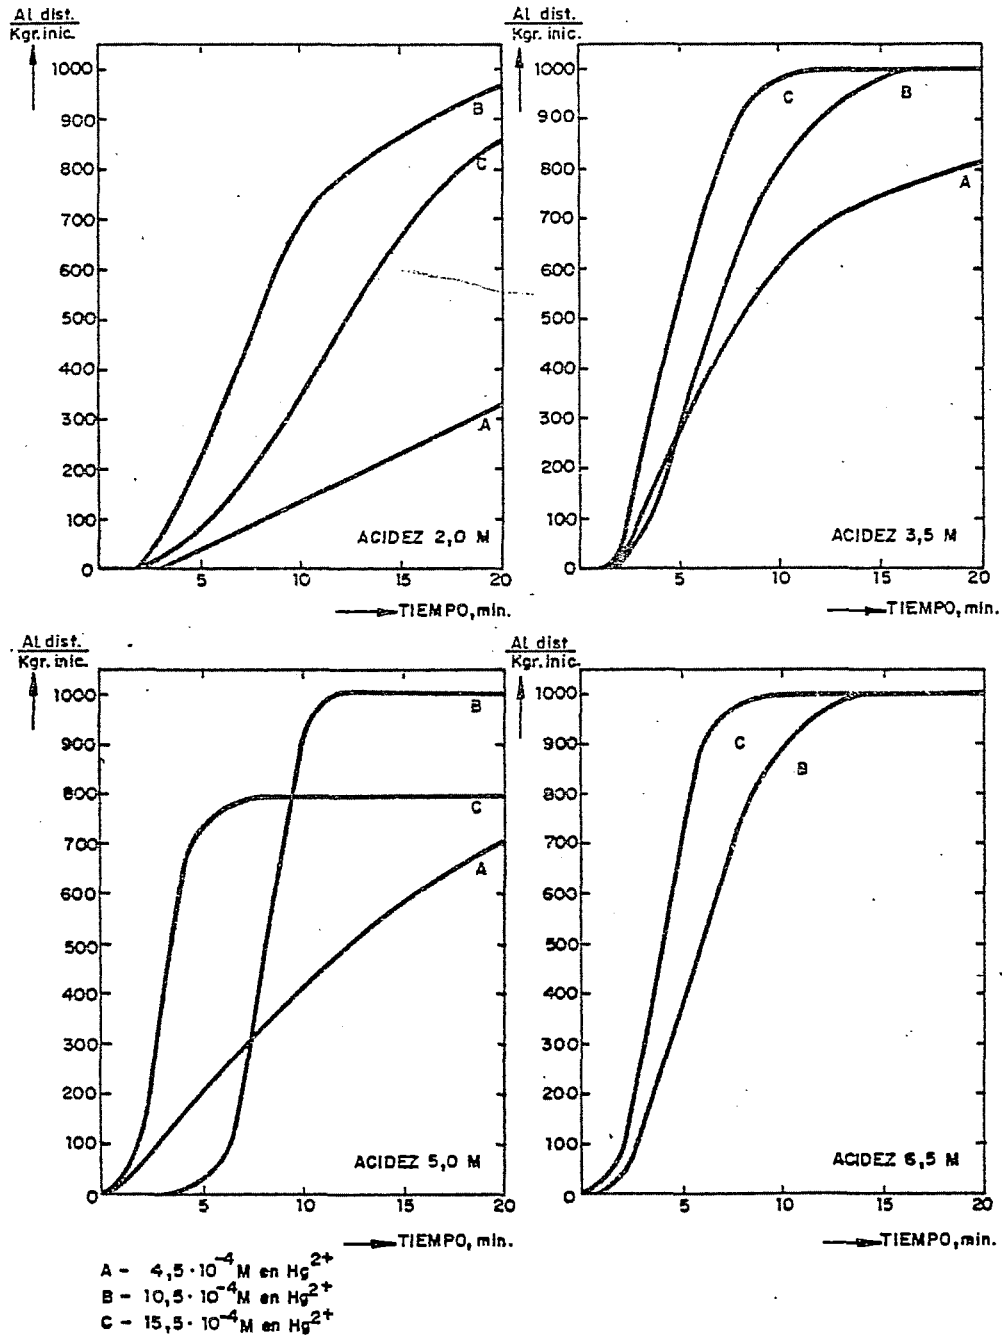 Al dist.
Kgr. inic.
1000
900
800
700
600
500
400
300
200
100
0
5
10
15
20
B
C
A
ACIDEZ 2,0 M
TIEMPO, min.
Al dist.
Kgr. inic.
1000
900
800
700
600
500
400
300
200
100
0
5
10
15
20
C
B
A
ACIDEZ 3,5 M
TIEMPO, min.
Al dist.
Kgr. inic.
1000
900
800
700
600
500
400
300
200
100
0
5
10
15
20
B
C
A
ACIDEZ 5,0 M
TIEMPO, min.
Al dist
Kgr. inic.
1000
900
800
700
600
500
400
300
200
100
0
5
10
15
20
C
B
ACIDEZ 6,5 M
TIEMPO, min.
A - 4,5·10⁻⁴ M en Hg²⁺
B - 10,5·10⁻⁴ M en Hg²⁺
C - 15,5·10⁻⁴ M en Hg²⁺